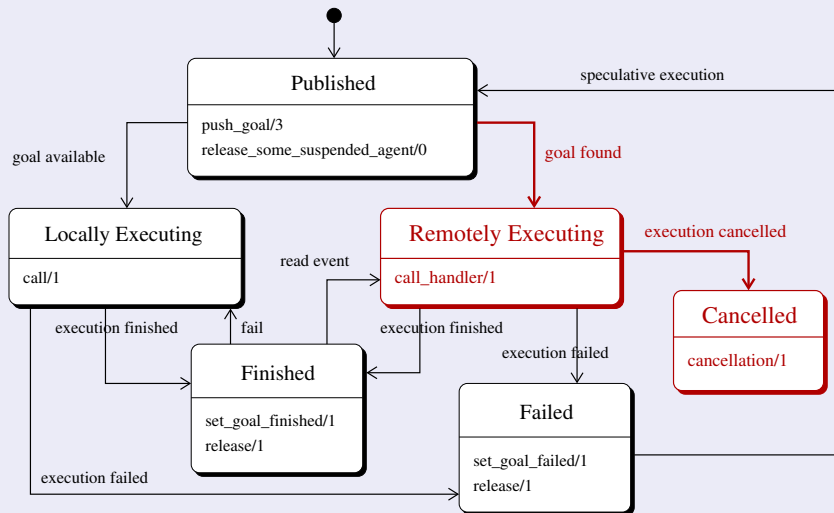 Published
speculative execution
push_goal/3
release_some_suspended_agent/0
goal available
goal found
Locally Executing
call/1
Remotely Executing
call_handler/1
execution cancelled
read event
Cancelled
cancellation/1
execution finished
fail
execution finished
execution failed
Finished
set_goal_finished/1
release/1
Failed
set_goal_failed/1
release/1
execution failed